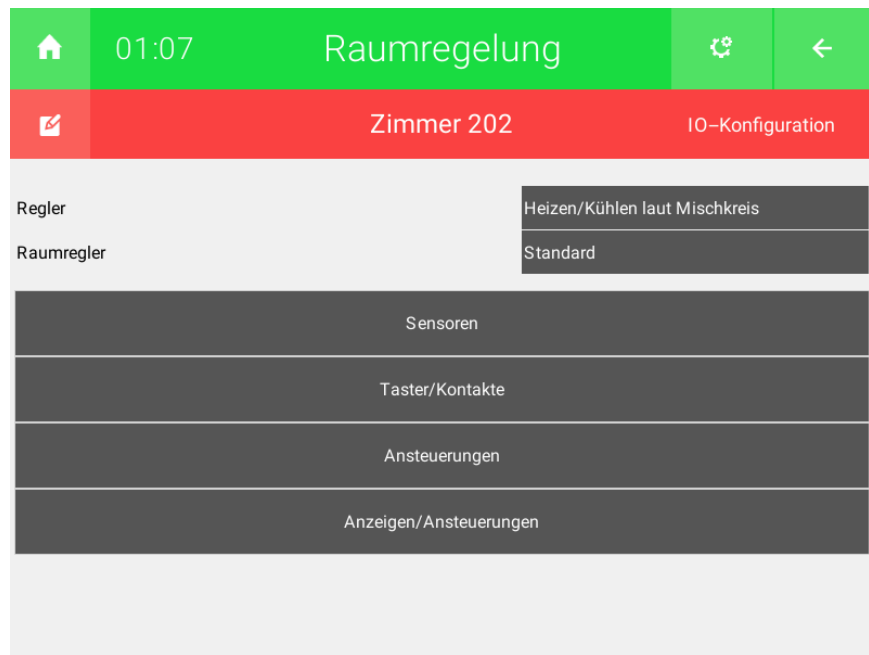 01:07 Raumregelung
Zimmer 202 IO-Konfiguration
Regler Heizen/Kühlen laut Mischkreis
Raumregler Standard
Sensoren
Taster/Kontakte
Ansteuerungen
Anzeigen/Ansteuerungen